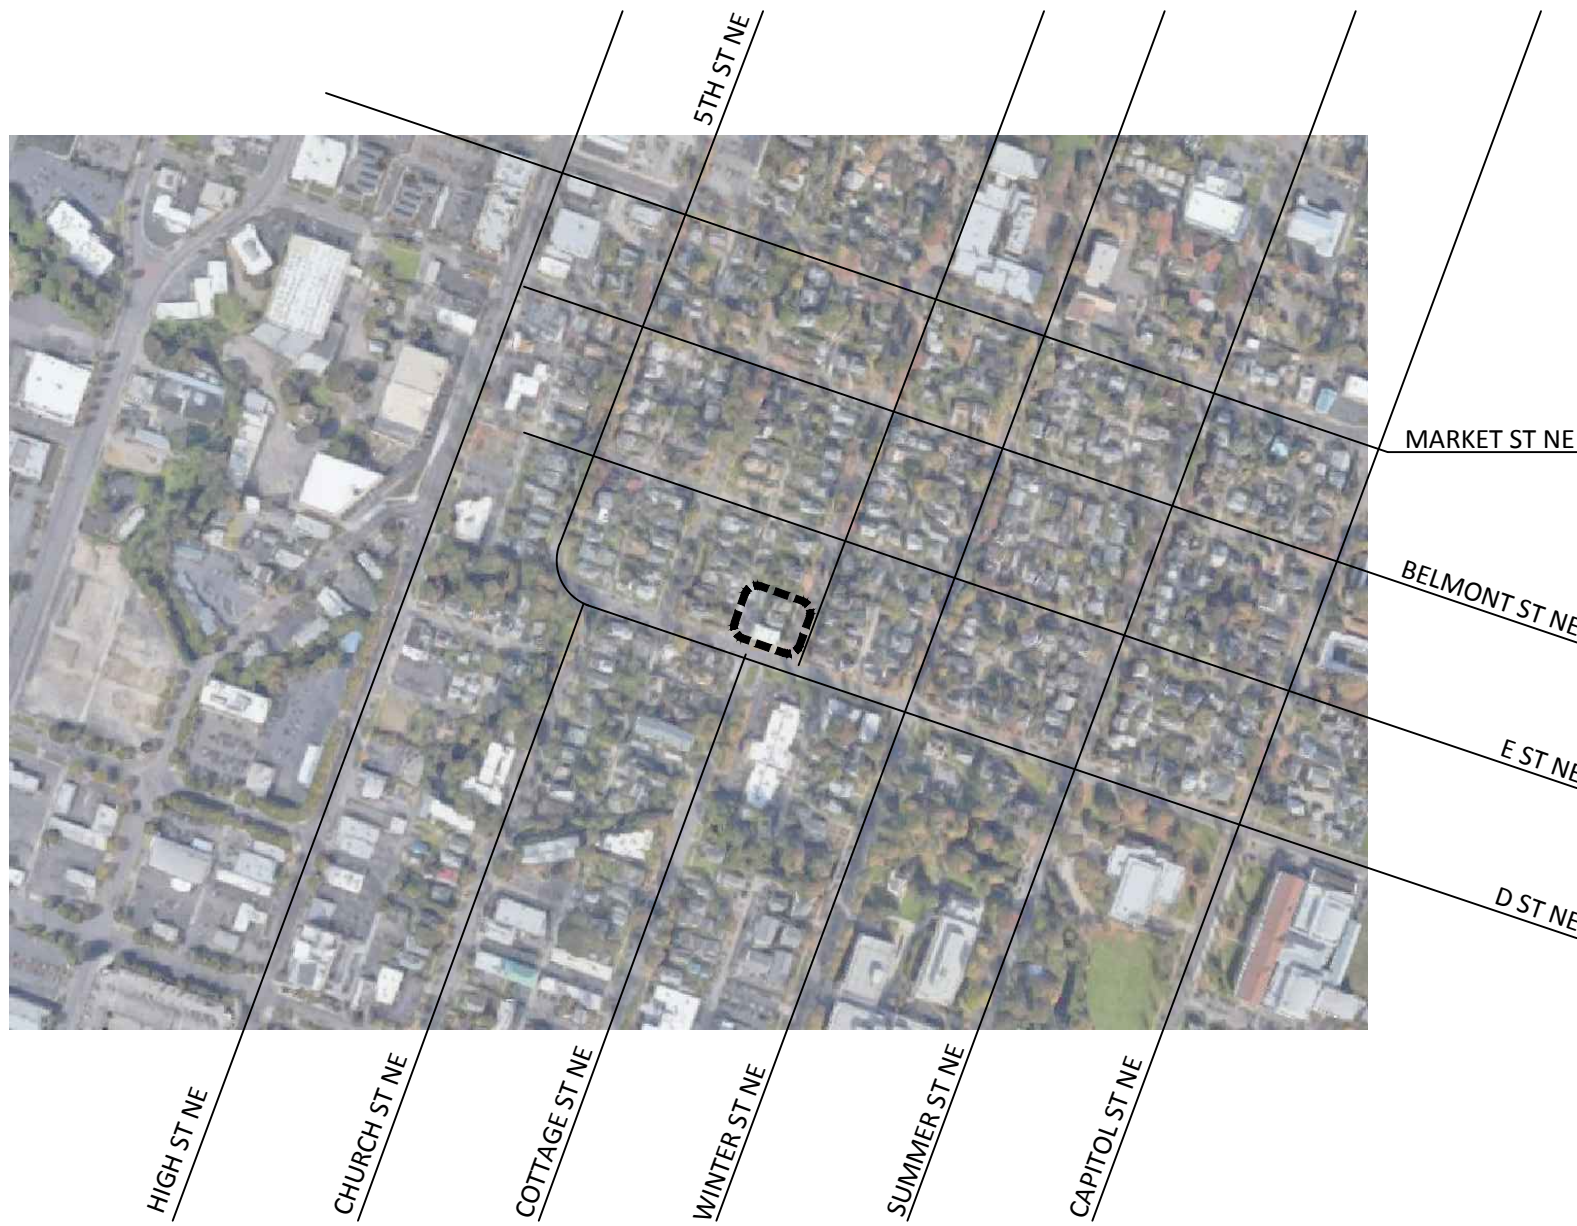 5TH ST NE
MARKET ST NE
BELMONT ST NE
E ST NE
D ST NE
HIGH ST NE
CHURCH ST NE
COTTAGE ST NE
WINTER ST NE
SUMMER ST NE
CAPITOL ST NE